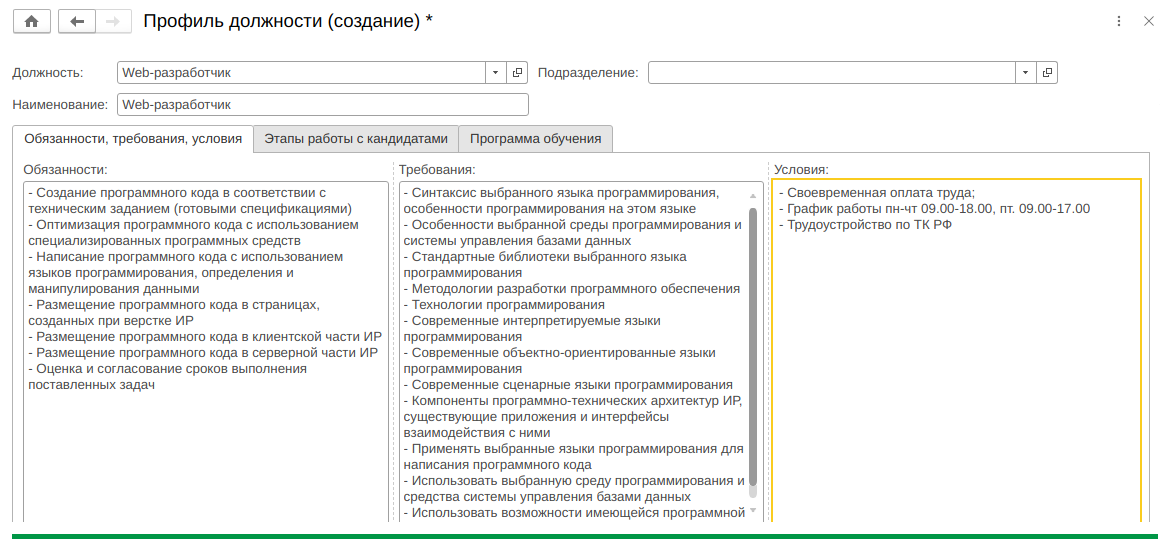 Профиль должности (создание) *
Должность: Web-разработчик Подразделение:
Наименование: Web-разработчик
Обязанности, требования, условия Этапы работы с кандидатами Программа обучения
Обязанности:
- Создание программного кода в соответствии с
техническим заданием (готовыми спецификациями)
- Оптимизация программного кода с использованием
специализированных программных средств
- Написание программного кода с использованием
языков программирования, определения и
манипулирования данными
- Размещение программного кода в страницах,
созданных при верстке ИР
- Размещение программного кода в клиентской части ИР
- Размещение программного кода в серверной части ИР
- Оценка и согласование сроков выполнения
поставленных задач
Требования:
- Синтаксис выбранного языка программирования,
особенности программирования на этом языке
- Особенности выбранной среды программирования и
системы управления базами данных
- Стандартные библиотеки выбранного языка
программирования
- Методологии разработки программного обеспечения
- Технологии программирования
- Современные интерпретируемые языки
программирования
- Современные объектно-ориентированные языки
программирования
- Современные сценарные языки программирования
- Компоненты программно-технических архитектур ИР,
существующие приложения и интерфейсы
взаимодействия с ними
- Применять выбранные языки программирования для
написания программного кода
- Использовать выбранную среду программирования и
средства системы управления базами данных
- Использовать возможности имеющейся программной
Условия:
- Своевременная оплата труда;
- График работы пн-чт 09.00-18.00, пт. 09.00-17.00
- Трудоустройство по ТК РФ